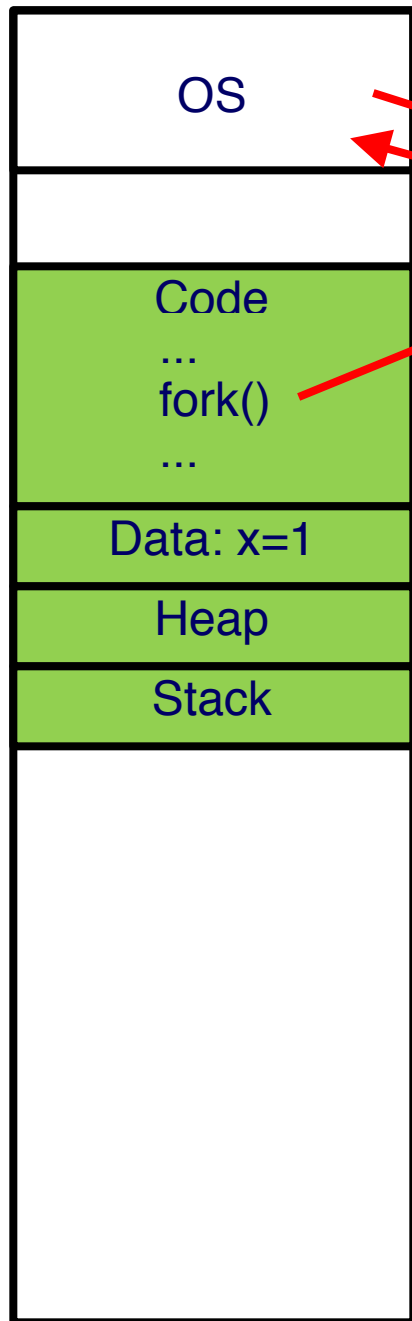 OS
Code
...
fork()
...
Data: x=1
Heap
Stack